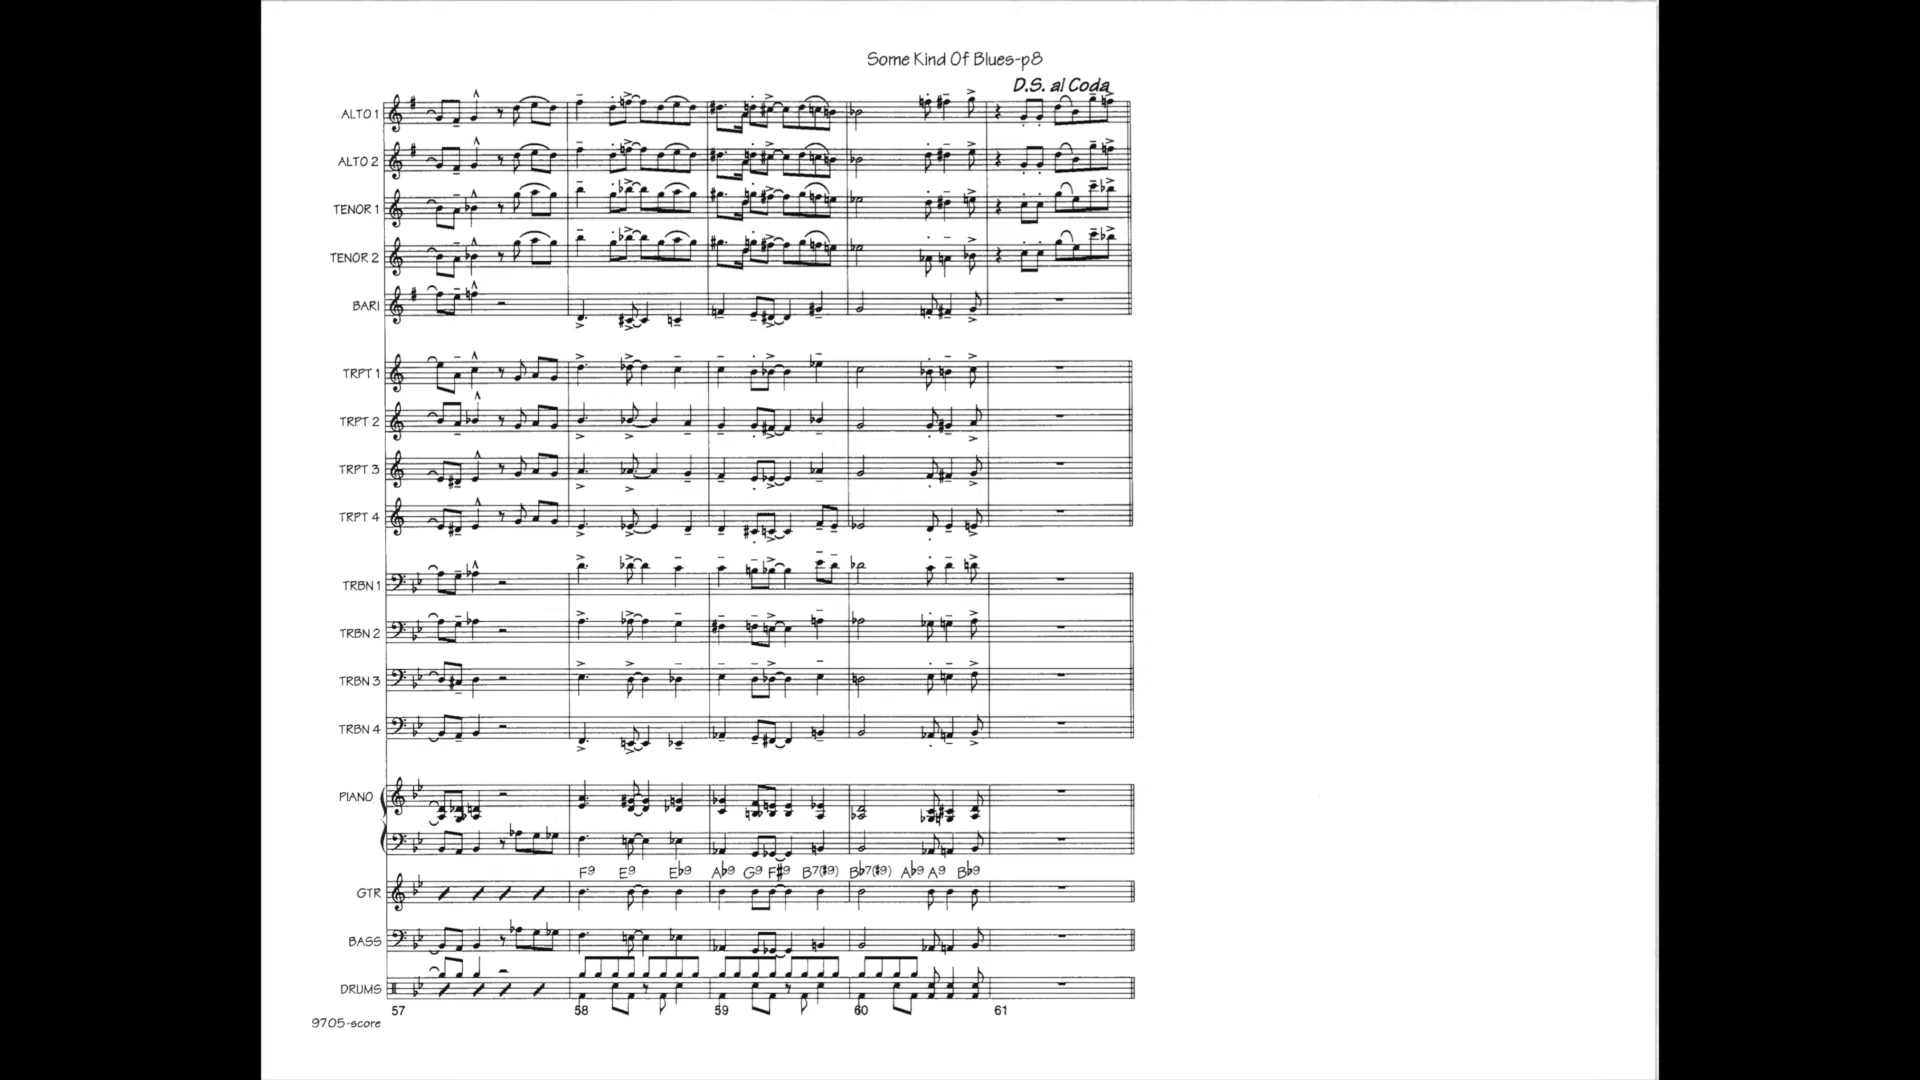 Some Kind Of Blues-p8
D.S. al Coda
ALTO 1
ALTO 2
TENOR 1
TENOR 2
BARI
TRPT 1
TRPT 2
TRPT 3
TRPT 4
TRBN 1
TRBN 2
TRBN 3
TRBN 4
PIANO
F9 E9 Eb9 Ab9 G9 F#9 B7(#9) Bb7(#9) Ab9 A9 Bb9
GTR
BASS
DRUMS
57 58 59 60 61
9705-score